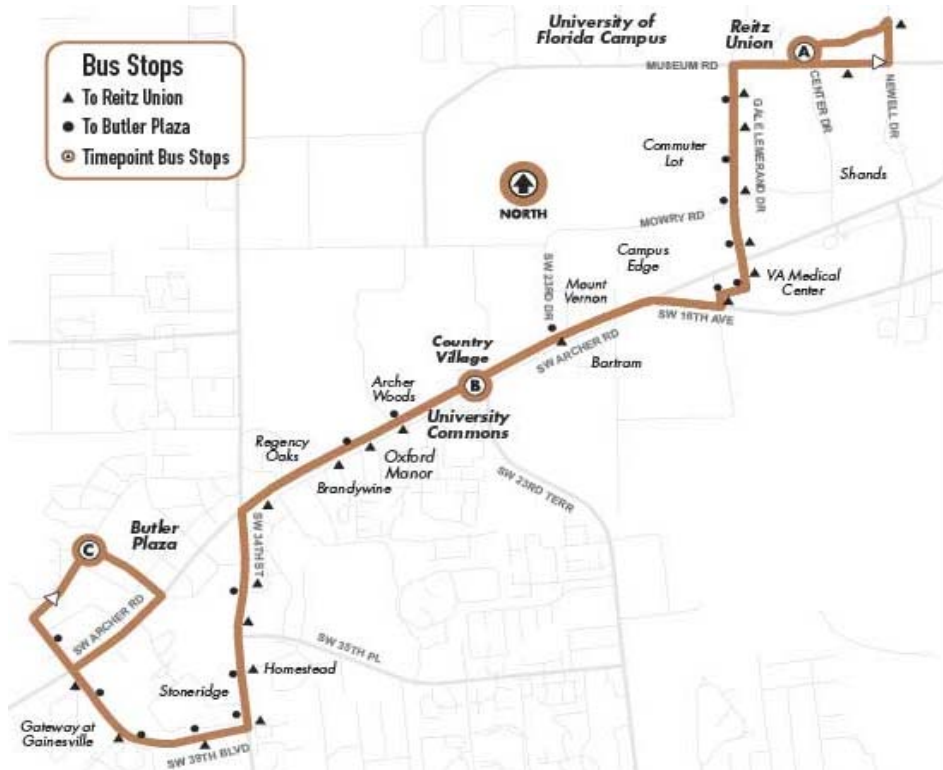 University of
Florida Campus
Reitz
Union
A
MUSEUM RD
CENTER DR
NEWELL DR
Bus Stops
To Reitz Union
To Butler Plaza
A Timepoint Bus Stops
GALE LEMERAND DR
Commuter
Lot
Shands
NORTH
MOWRY RD
Campus
Edge
SW 23RD DR
Mount
Vernon
VA Medical
Center
SW 16TH AVE
SW ARCHER RD
Bartram
Country
Village
B
University
Commons
Archer
Woods
Regency
Oaks
Oxford
Manor
Brandywine
SW 23RD TERR
SW 34TH ST
Butler
Plaza
C
SW ARCHER RD
SW 35TH PL
Homestead
Stoneridge
Gateway at
Gainesville
SW 39TH BLVD